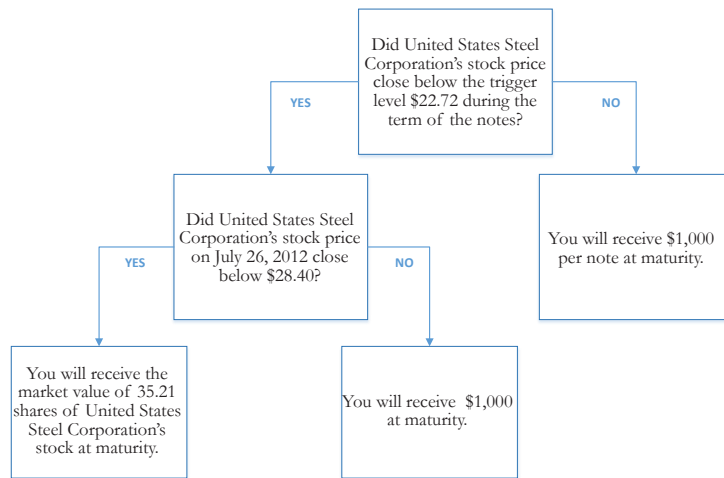 Did United States Steel
Corporation's stock price
close below the trigger
level $22.72 during the
term of the notes?
YES
NO
Did United States Steel
Corporation's stock price
on July 26, 2012 close
below $28.40?
You will receive $1,000
per note at maturity.
YES
NO
You will receive the
market value of 35.21
shares of United States
Steel Corporation's
stock at maturity.
You will receive  $1,000
at maturity.